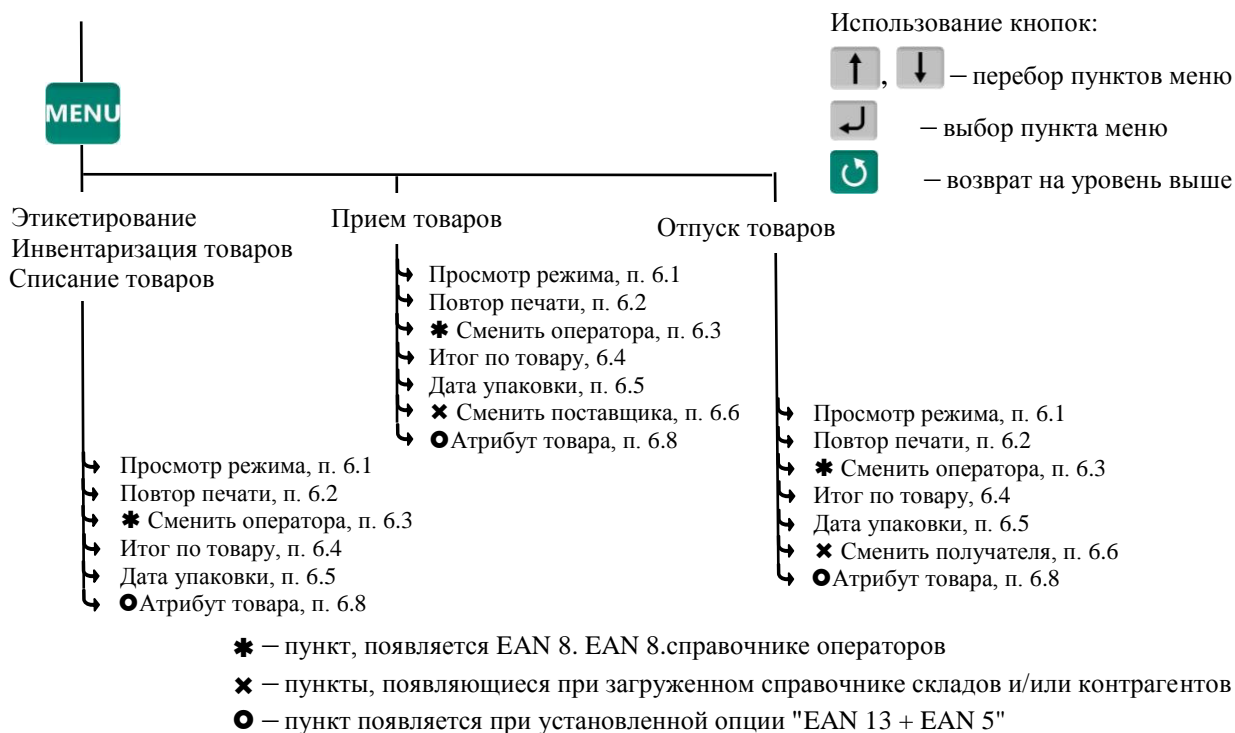 Использование кнопок:
, – перебор пунктов меню
– выбор пункта меню
– возврат на уровень выше
MENU
Этикетирование
Инвентаризация товаров
Списание товаров
Просмотр режима, п. 6.1
Повтор печати, п. 6.2
✱ Сменить оператора, п. 6.3
Итог по товару, п. 6.4
Дата упаковки, п. 6.5
Атрибут товара, п. 6.8
Прием товаров
Просмотр режима, п. 6.1
Повтор печати, п. 6.2
✱ Сменить оператора, п. 6.3
Итог по товару, 6.4
Дата упаковки, п. 6.5
✖ Сменить поставщика, п. 6.6
Атрибут товара, п. 6.8
Отпуск товаров
Просмотр режима, п. 6.1
Повтор печати, п. 6.2
✱ Сменить оператора, п. 6.3
Итог по товару, 6.4
Дата упаковки, п. 6.5
✖ Сменить получателя, п. 6.6
Атрибут товара, п. 6.8
✱ – пункт, появляется EAN 8. EAN 8.справочнике операторов
✖ – пункты, появляющиеся при загруженном справочнике складов и/или контрагентов
– пункт появляется при установленной опции "EAN 13 + EAN 5"